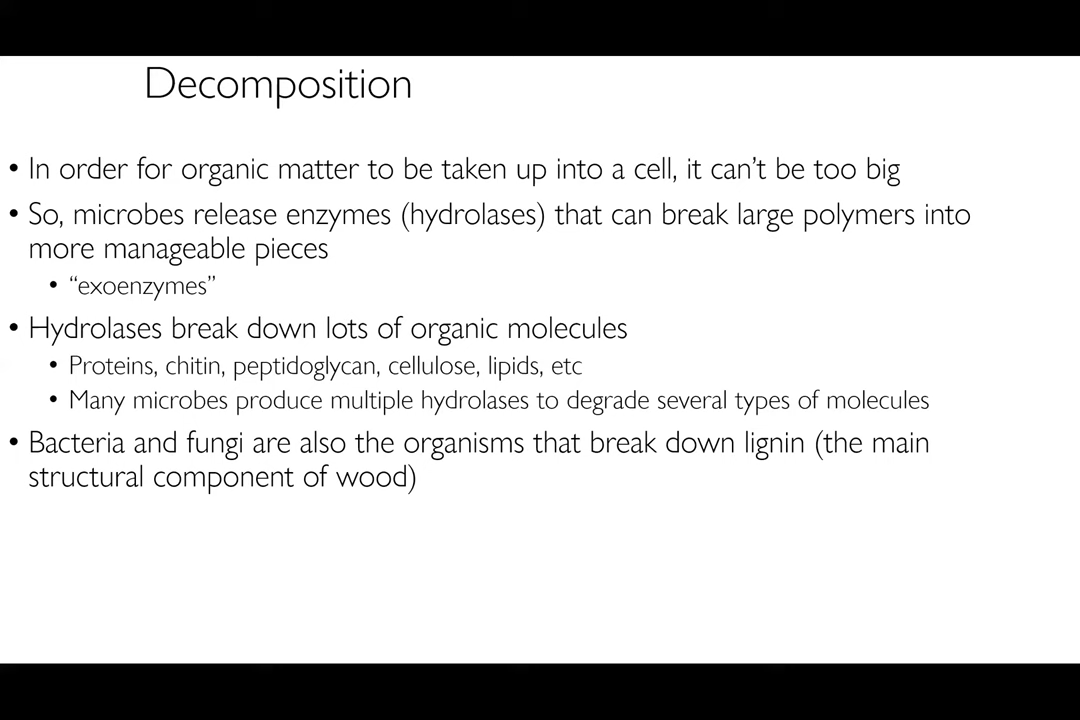 Decomposition
• In order for organic matter to be taken up into a cell, it can’t be too big
• So, microbes release enzymes (hydrolases) that can break large polymers into
more manageable pieces
• “exoenzymes”
• Hydrolases break down lots of organic molecules
• Proteins, chitin, peptidoglycan, cellulose, lipids, etc
• Many microbes produce multiple hydrolases to degrade several types of molecules
• Bacteria and fungi are also the organisms that break down lignin (the main
structural component of wood)